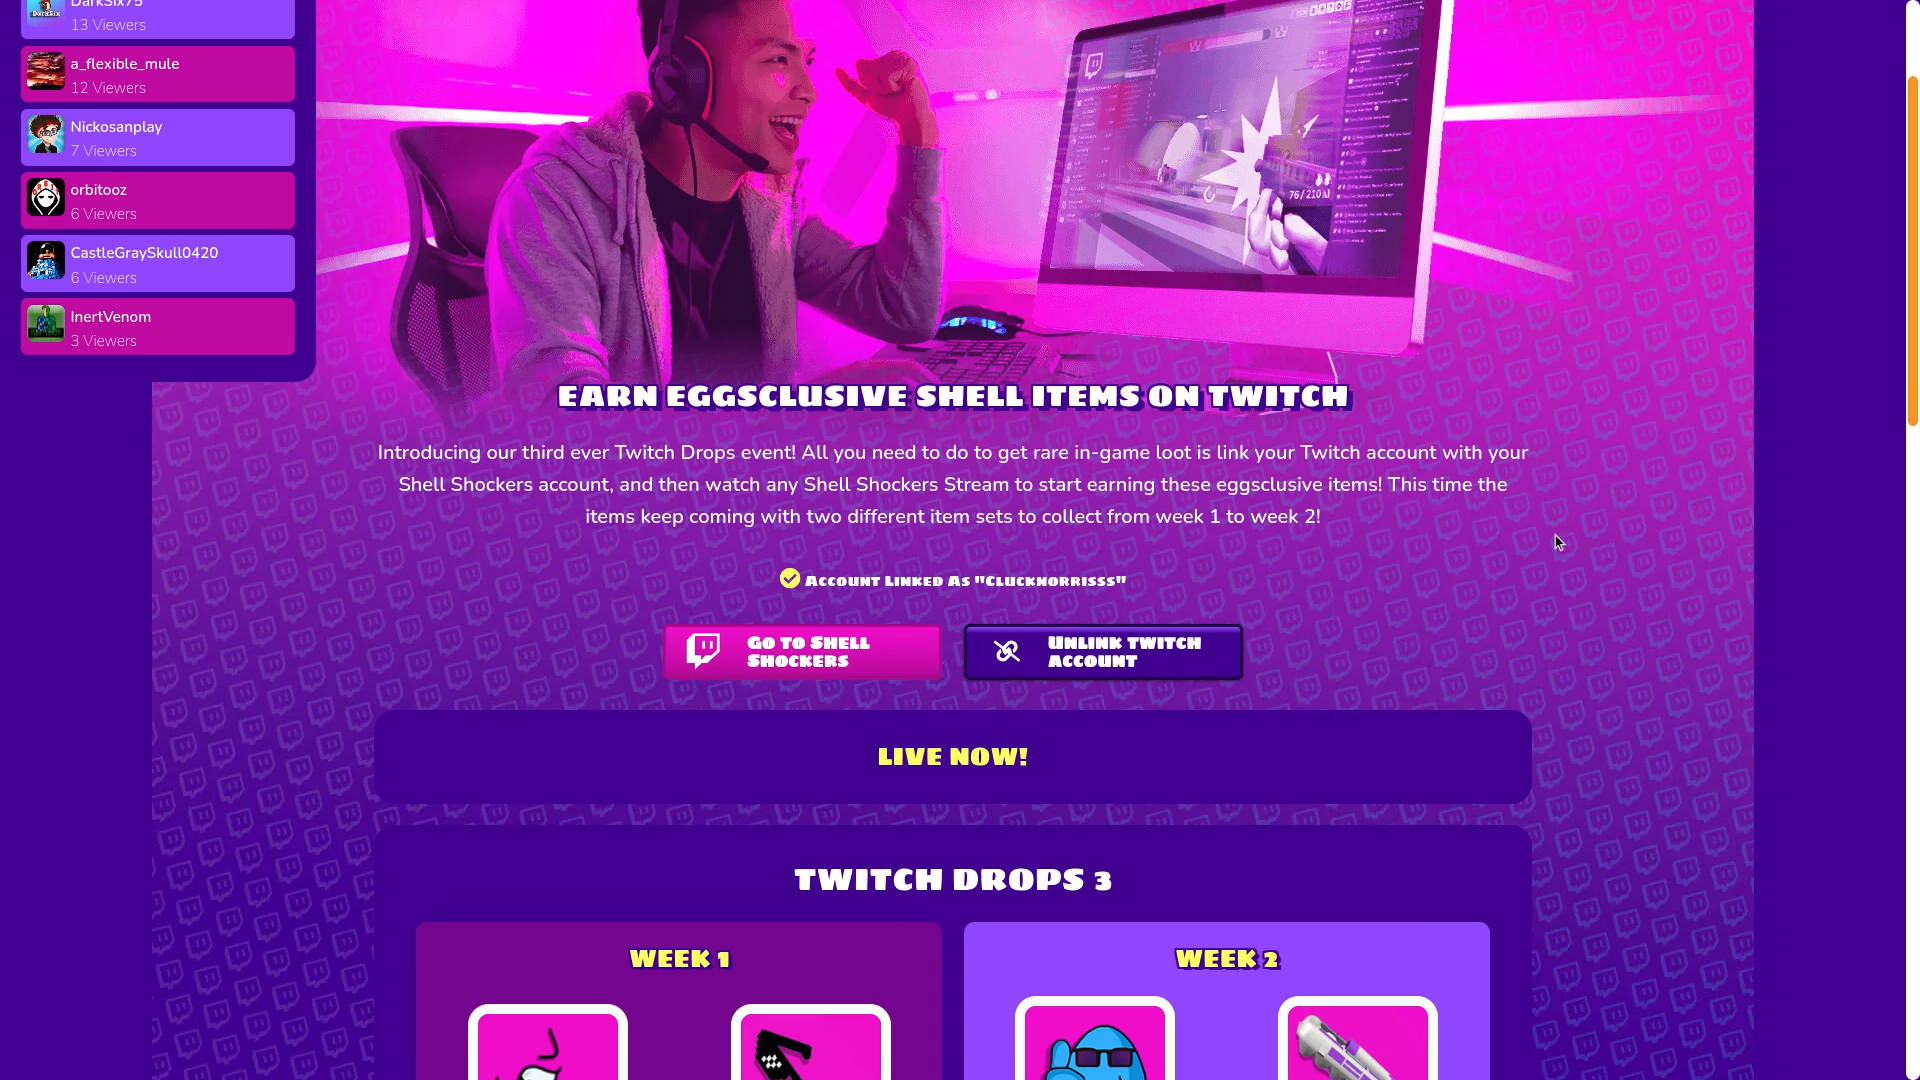 DarkSix75
13 Viewers
a_flexible_mule
12 Viewers
Nickosanplay
7 Viewers
orbitooz
6 Viewers
CastleGraySkull0420
6 Viewers
InertVenom
3 Viewers
76/210
EARN EGGSCLUSIVE SHELL ITEMS ON TWITCH
Introducing our third ever Twitch Drops event! All you need to do to get rare in-game loot is link your Twitch account with your
Shell Shockers account, and then watch any Shell Shockers Stream to start earning these eggsclusive items! This time the
items keep coming with two different item sets to collect from week 1 to week 2!
Account Linked As "Clucknorrisss"
Go to Shell
Shockers
Unlink twitch
account
LIVE NOW!
TWITCH DROPS 3
WEEK 1
WEEK 2